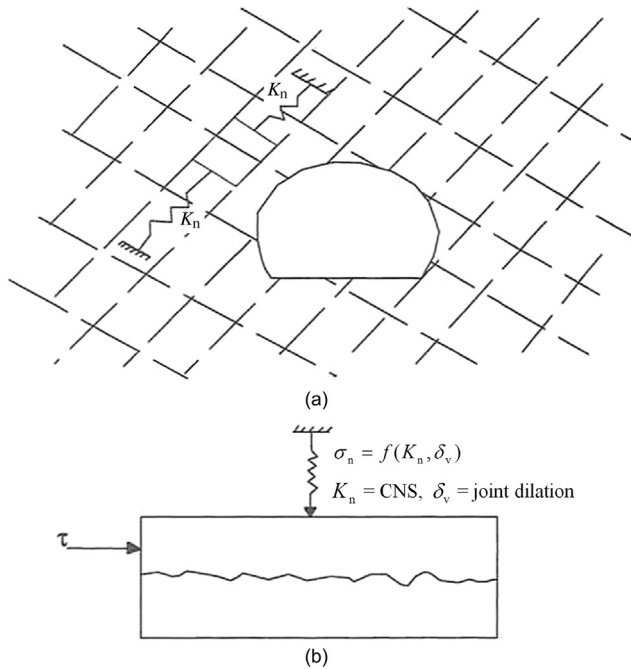 Kₙ
Kₙ
(a)
σₙ = f(Kₙ, δᵥ)
Kₙ = CNS, δᵥ = joint dilation
τ
(b)